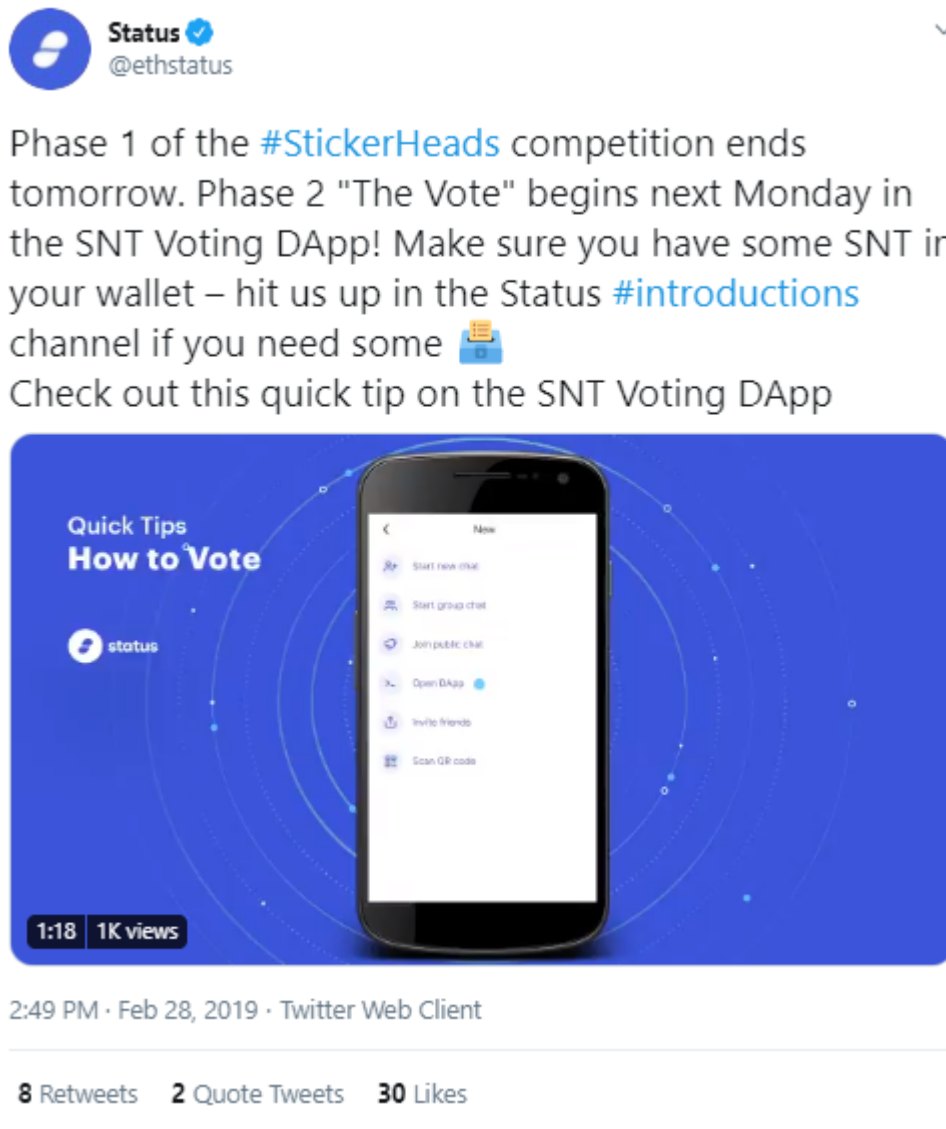 Status
@ethstatus
Phase 1 of the #StickerHeads competition ends
tomorrow. Phase 2 "The Vote" begins next Monday in
the SNT Voting DApp! Make sure you have some SNT in
your wallet – hit us up in the Status #introductions
channel if you need some
Check out this quick tip on the SNT Voting DApp
Quick Tips
How to Vote
status
New
Start new chat
Start group chat
Join public chat
Open DApp
Invite friends
Scan QR code
1:18 1K views
2:49 PM · Feb 28, 2019 · Twitter Web Client
8 Retweets 2 Quote Tweets 30 Likes